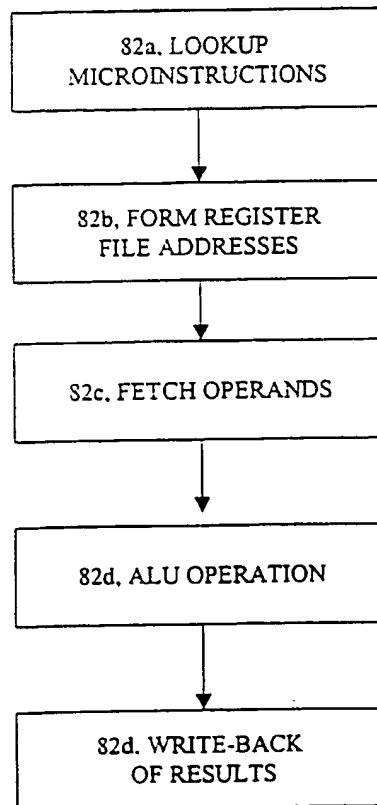 82a. LOOKUP
MICROINSTRUCTIONS
82b, FORM REGISTER
FILE ADDRESSES
82c, FETCH OPERANDS
82d, ALU OPERATION
82d. WRITE-BACK
OF RESULTS